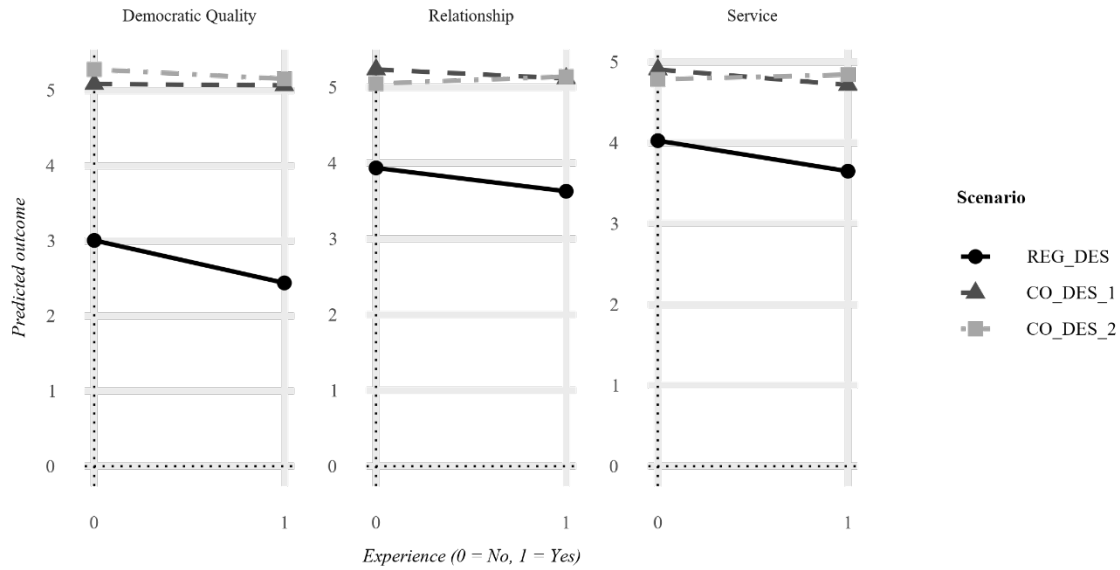 Democratic Quality
Relationship
Service
Predicted outcome
5
4
3
2
1
0
5
4
3
2
1
0
5
4
3
2
1
0
0
1
0
1
0
1
Experience (0 = No, 1 = Yes)
Scenario
REG_DES
CO_DES_1
CO_DES_2